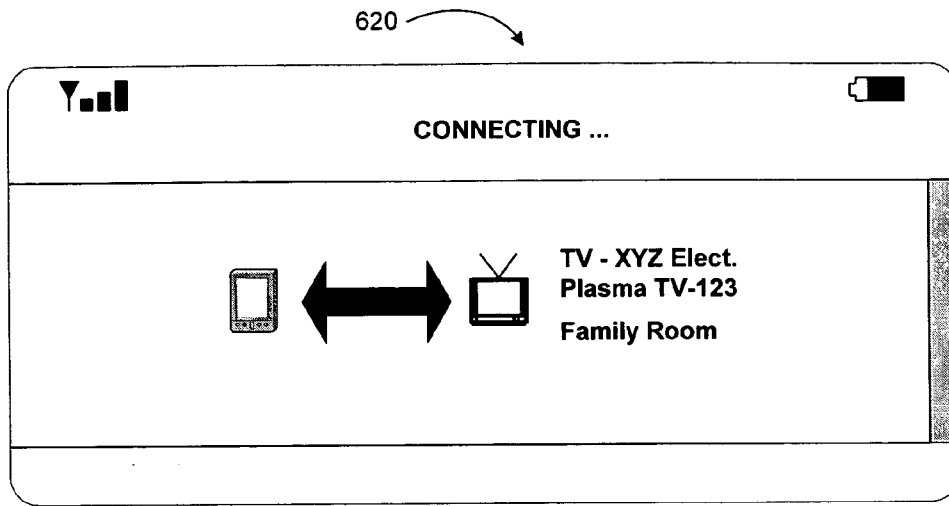 620
CONNECTING ...
TV - XYZ Elect.
Plasma TV-123
Family Room